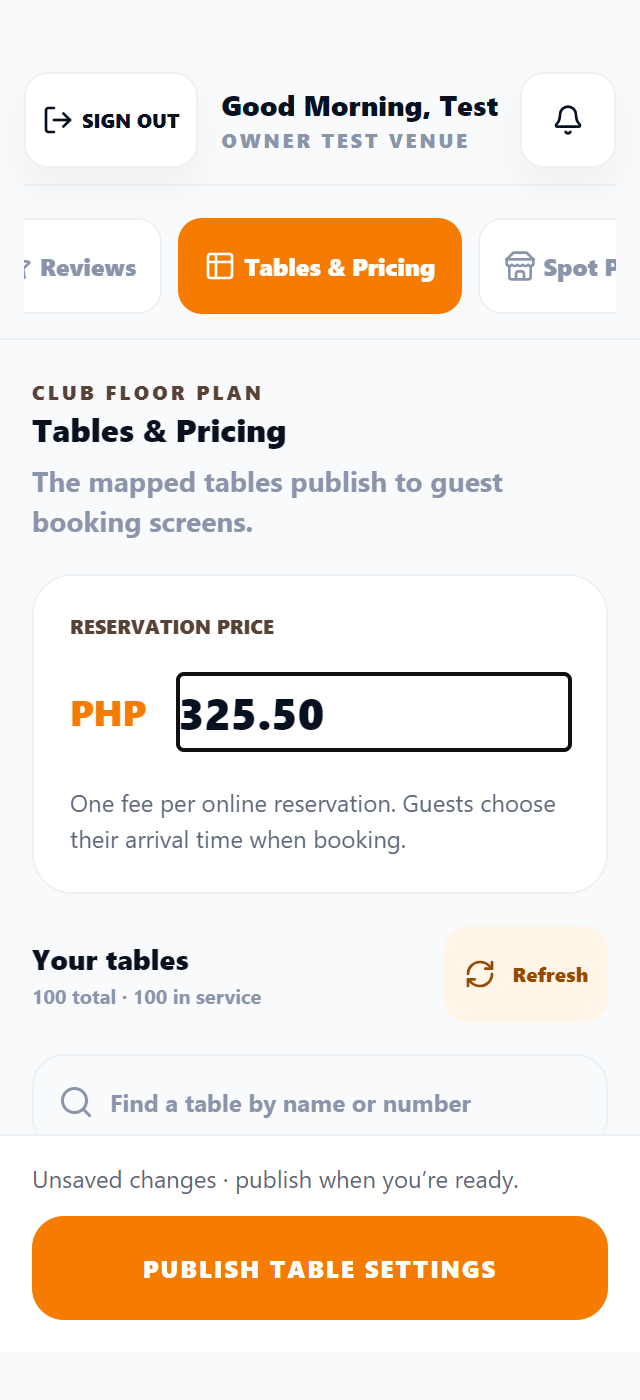 SIGN OUT
Good Morning, Test
OWNER TEST VENUE
Reviews
Tables & Pricing
Spot P
CLUB FLOOR PLAN
Tables & Pricing
The mapped tables publish to guest
booking screens.
RESERVATION PRICE
PHP 325.50
One fee per online reservation. Guests choose
their arrival time when booking.
Your tables
100 total · 100 in service
Refresh
Find a table by name or number
Unsaved changes · publish when you’re ready.
PUBLISH TABLE SETTINGS